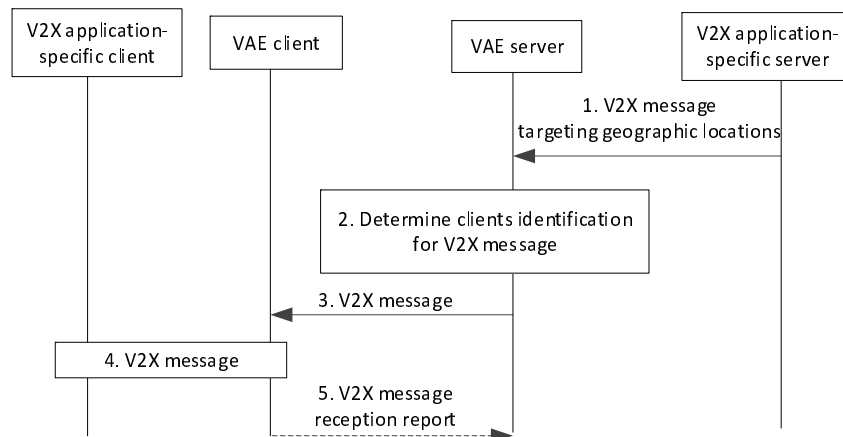 V2X application-
specific client
VAE client
VAE server
V2X application-
specific server
1. V2X message
targeting geographic locations
2. Determine clients identification
for V2X message
3. V2X message
4. V2X message
5. V2X message
reception report